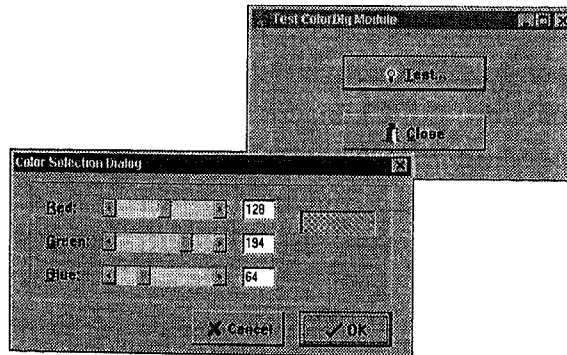 Test ColorDlg Module
Test...
Close
Color Selection Dialog
Red: 128
Green: 194
Blue: 64
Cancel
OK